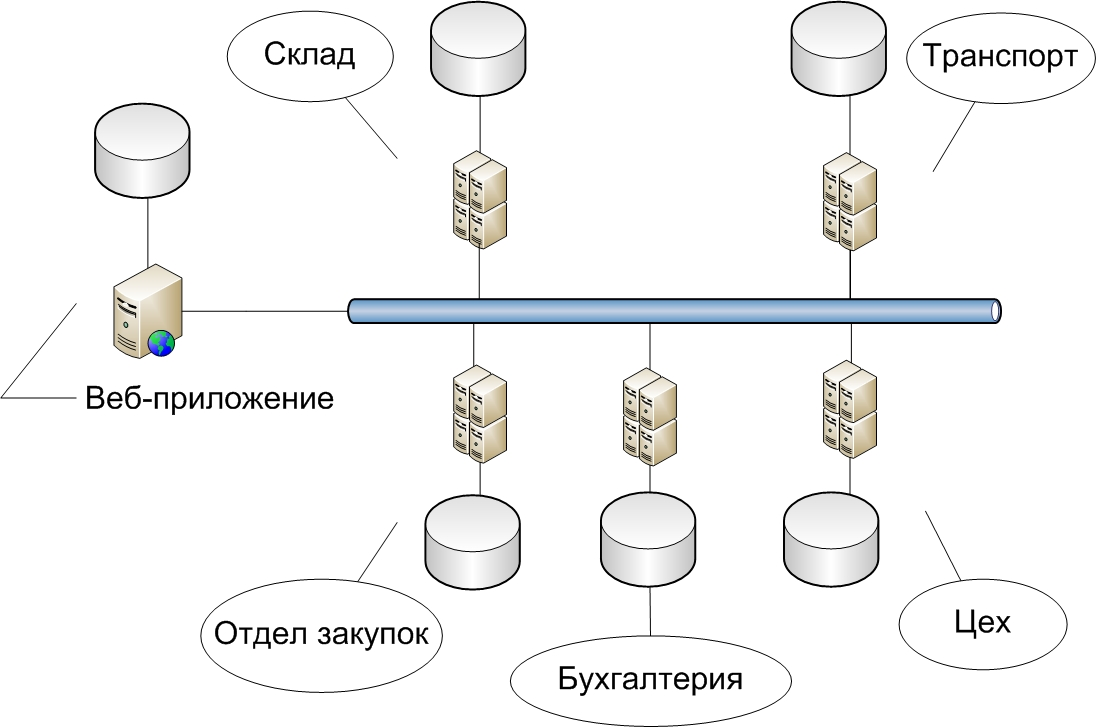 Склад
Транспорт
Веб-приложение
Отдел закупок
Бухгалтерия
Цех